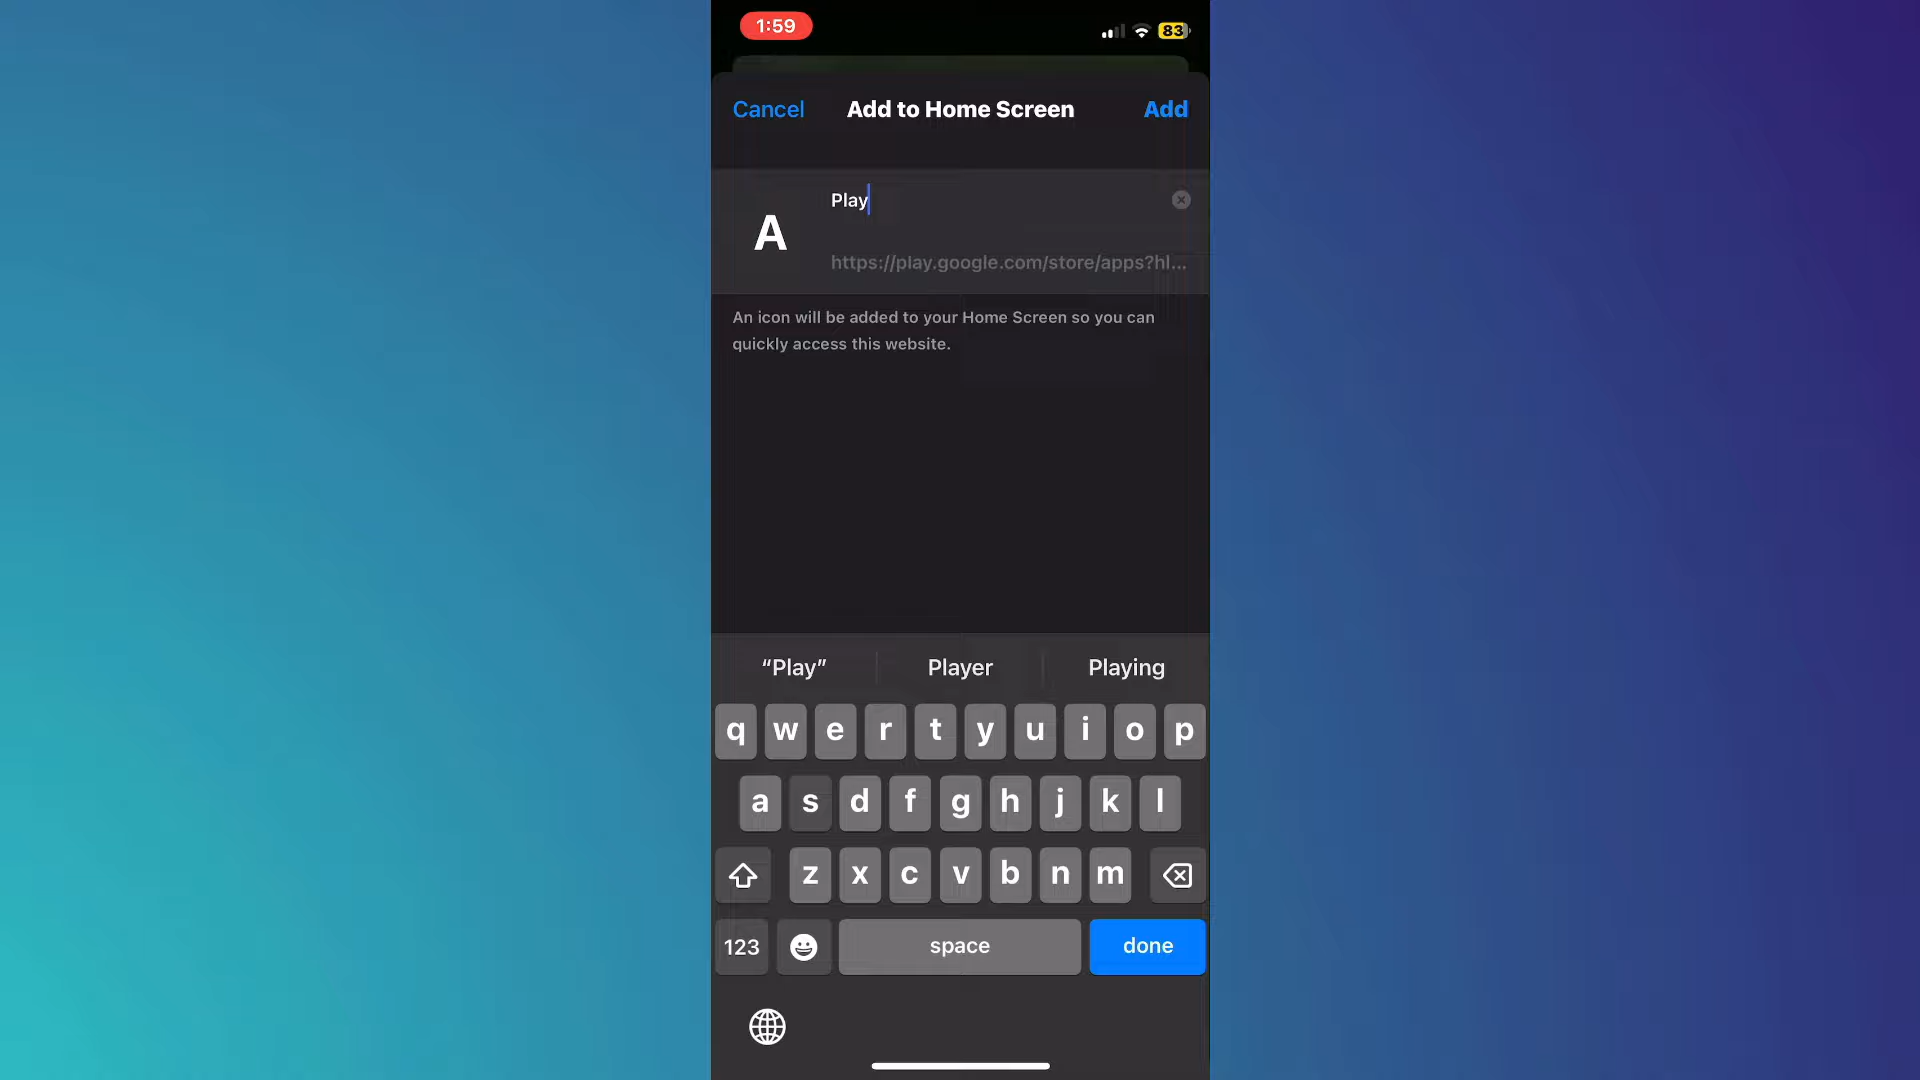 1:59
83
Cancel
Add to Home Screen
Add
Play
A
https://play.google.com/store/apps?hl...
An icon will be added to your Home Screen so you can
quickly access this website.
“Play”
Player
Playing
q w e r t y u i o p
a s d f g h j k l
z x c v b n m
123
space
done